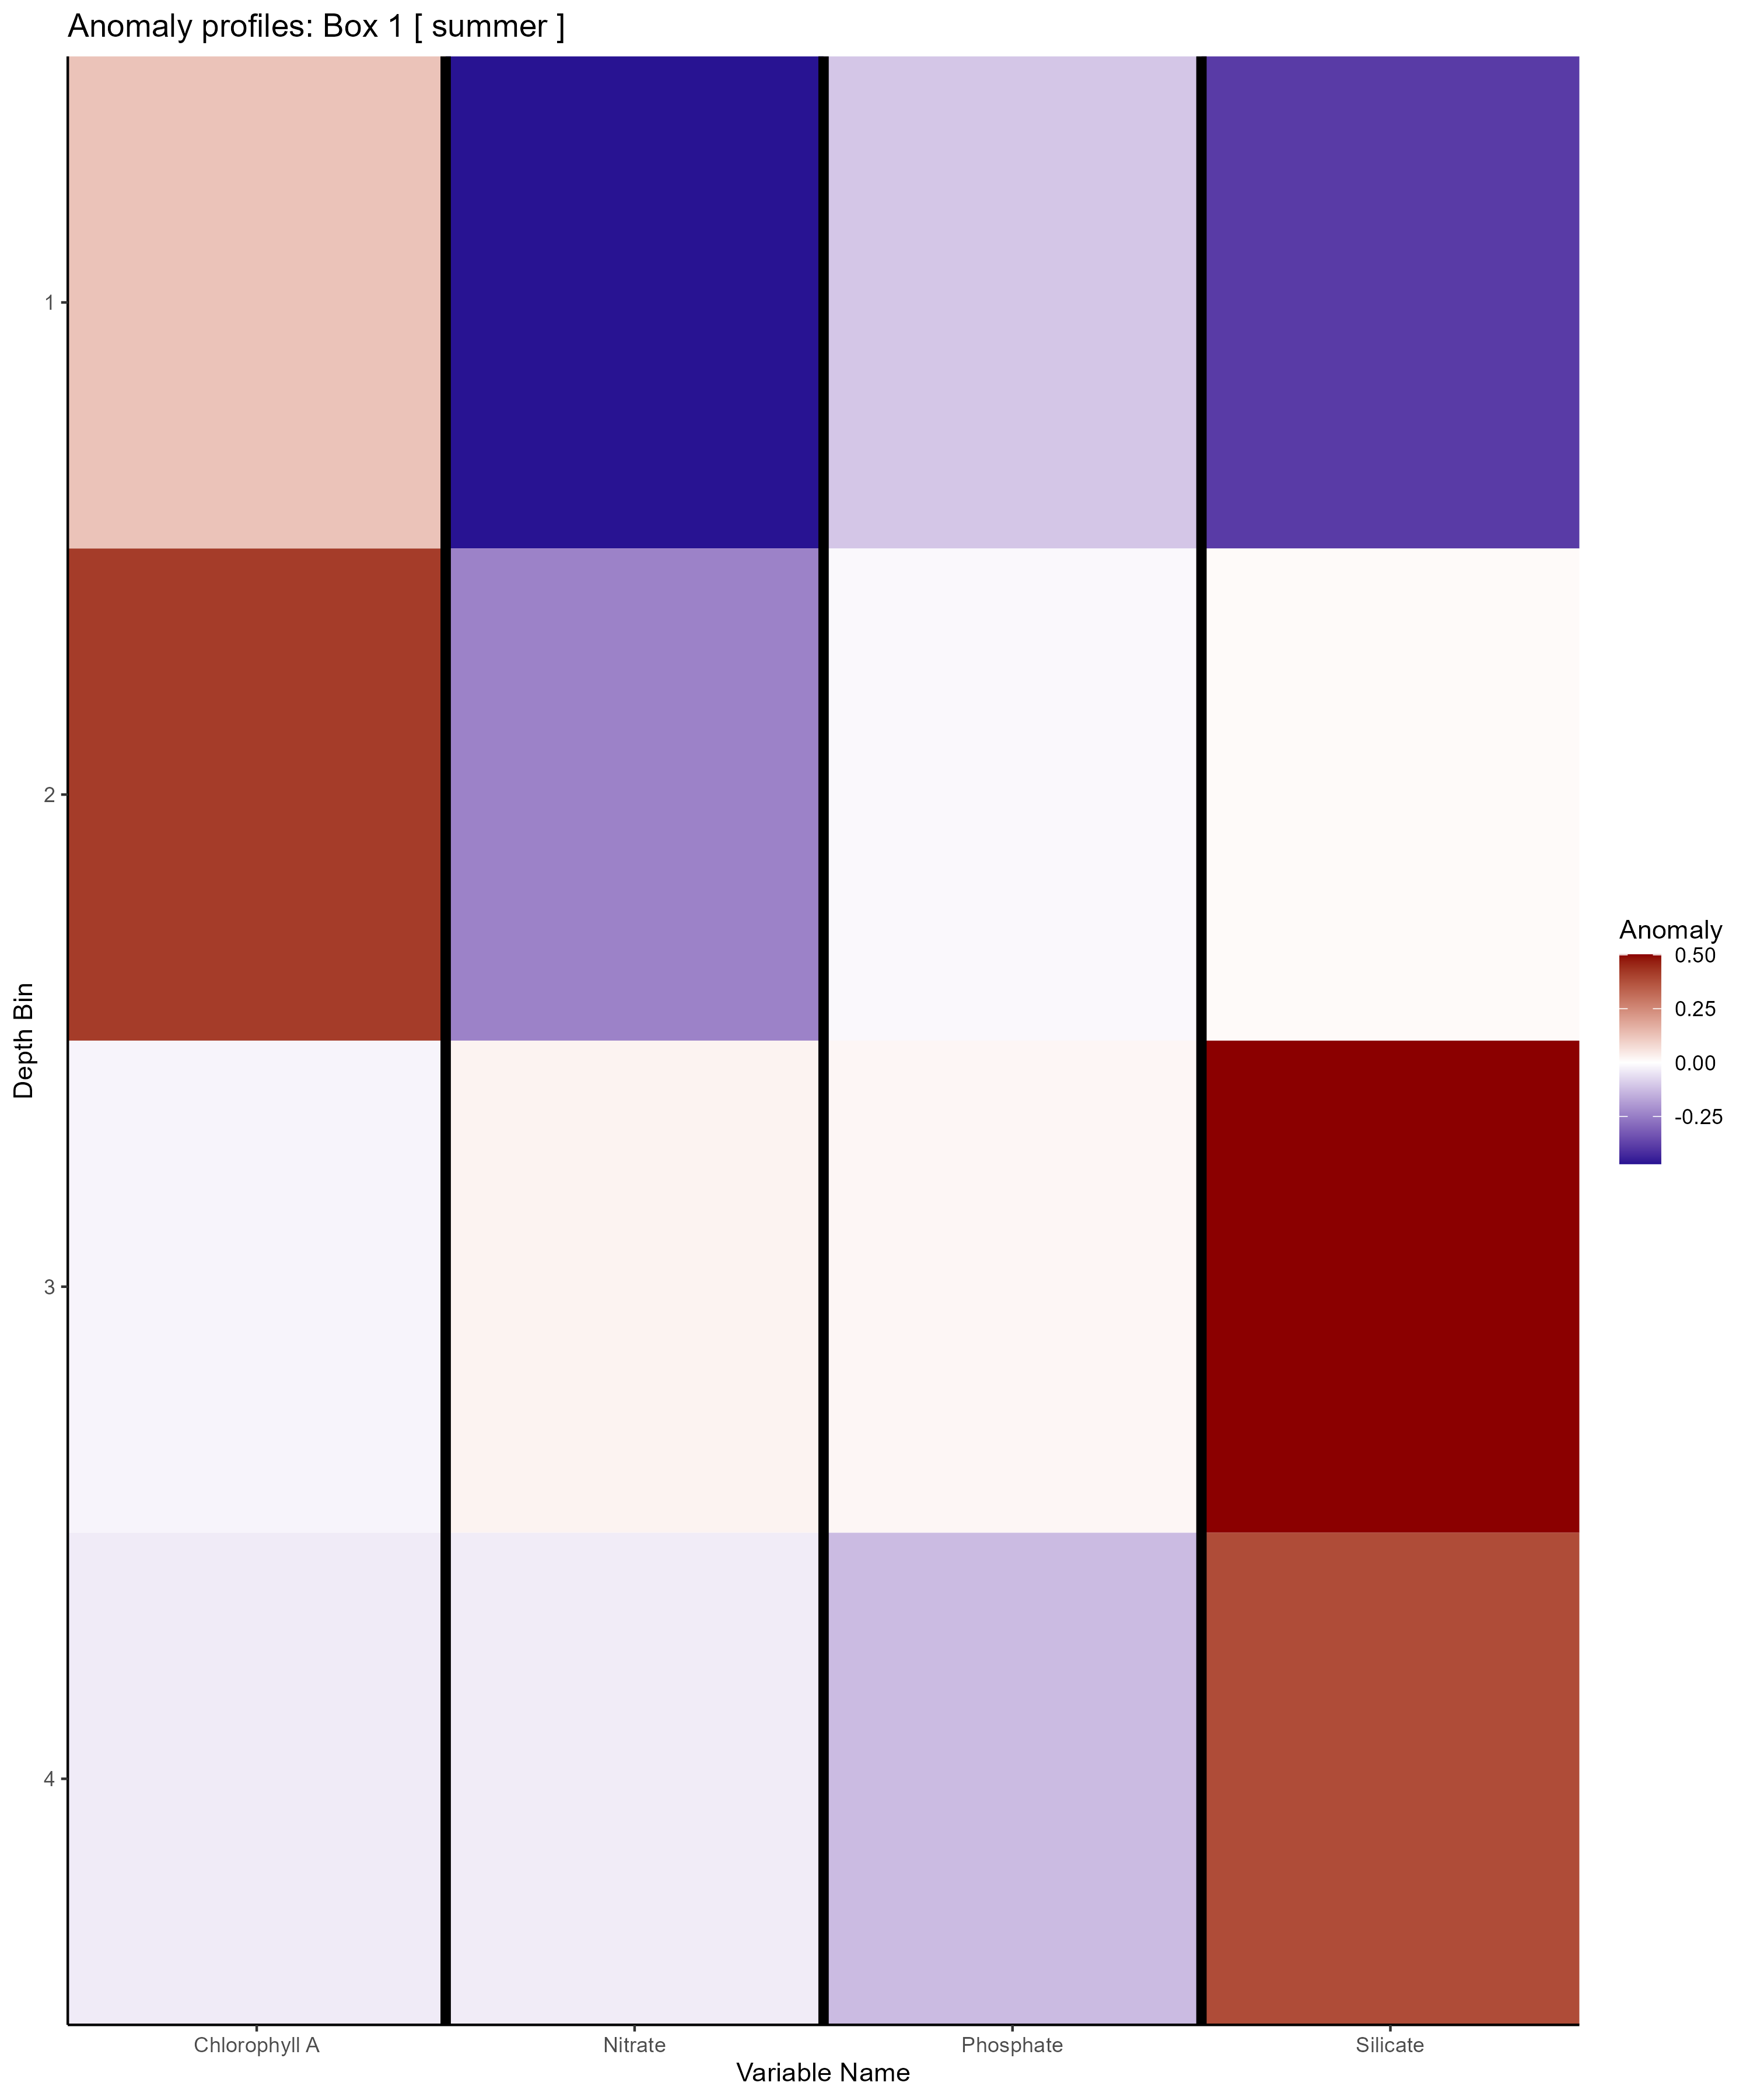 Anomaly profiles: Box 1 [ summer ]
1
2
3
4
Depth Bin
Chlorophyll A
Nitrate
Phosphate
Silicate
Variable Name
Anomaly
0.50
0.25
0.00
-0.25